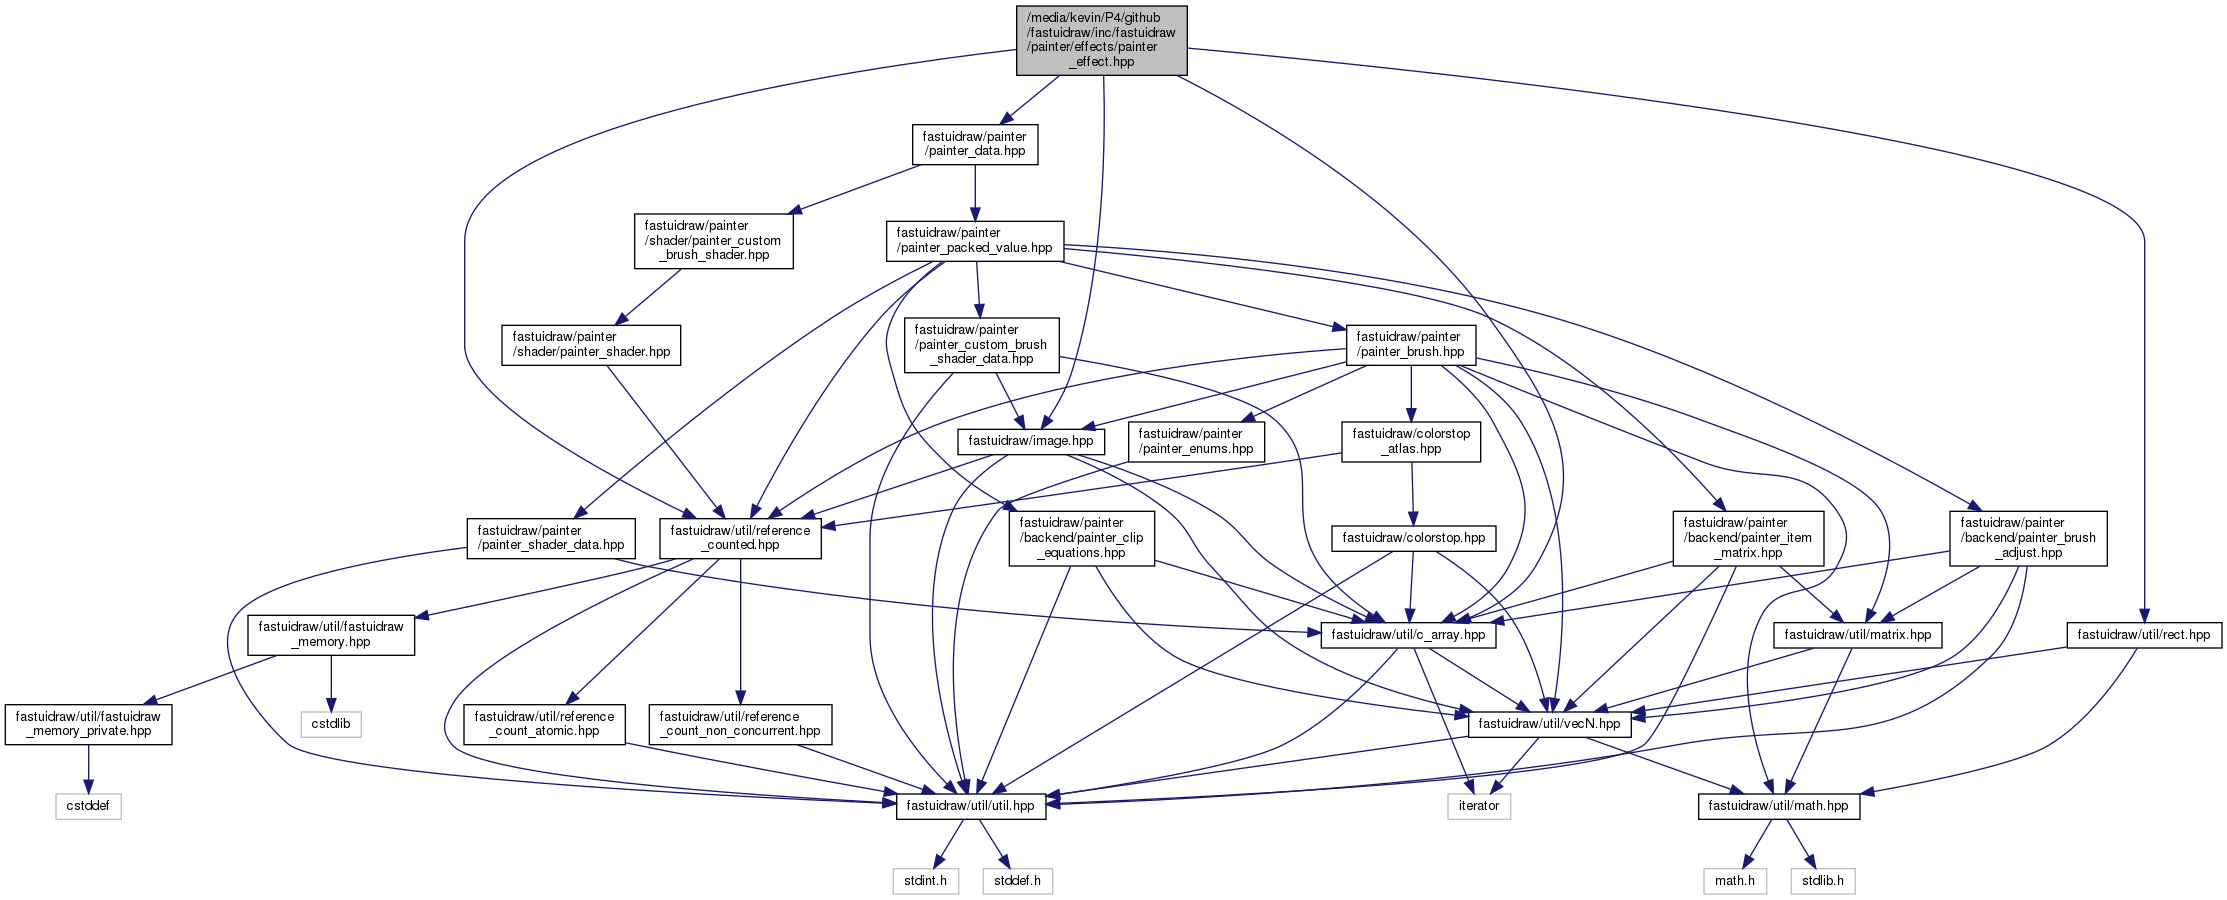 /media/kevin/P4/github
/fastuidraw/inc/fastuidraw
/painter/effects/painter
_effect.hpp
fastuidraw/painter
/painter_data.hpp
fastuidraw/painter
/shader/painter_custom
_brush_shader.hpp
fastuidraw/painter
/painter_packed_value.hpp
fastuidraw/painter
/shader/painter_shader.hpp
fastuidraw/painter
/painter_custom_brush
_shader_data.hpp
fastuidraw/painter
/painter_brush.hpp
fastuidraw/image.hpp
fastuidraw/painter
/painter_enums.hpp
fastuidraw/colorstop
_atlas.hpp
fastuidraw/painter
/painter_shader_data.hpp
fastuidraw/util/reference
_counted.hpp
fastuidraw/painter
/backend/painter_clip
_equations.hpp
fastuidraw/colorstop.hpp
fastuidraw/painter
/backend/painter_item
_matrix.hpp
fastuidraw/painter
/backend/painter_brush
_adjust.hpp
fastuidraw/util/fastuidraw
_memory.hpp
fastuidraw/util/c_array.hpp
fastuidraw/util/matrix.hpp
fastuidraw/util/rect.hpp
fastuidraw/util/fastuidraw
_memory_private.hpp
cstdlib
fastuidraw/util/reference
_count_atomic.hpp
fastuidraw/util/reference
_count_non_concurrent.hpp
fastuidraw/util/vecN.hpp
cstddef
fastuidraw/util/util.hpp
iterator
fastuidraw/util/math.hpp
stdint.h
stddef.h
math.h
stdlib.h